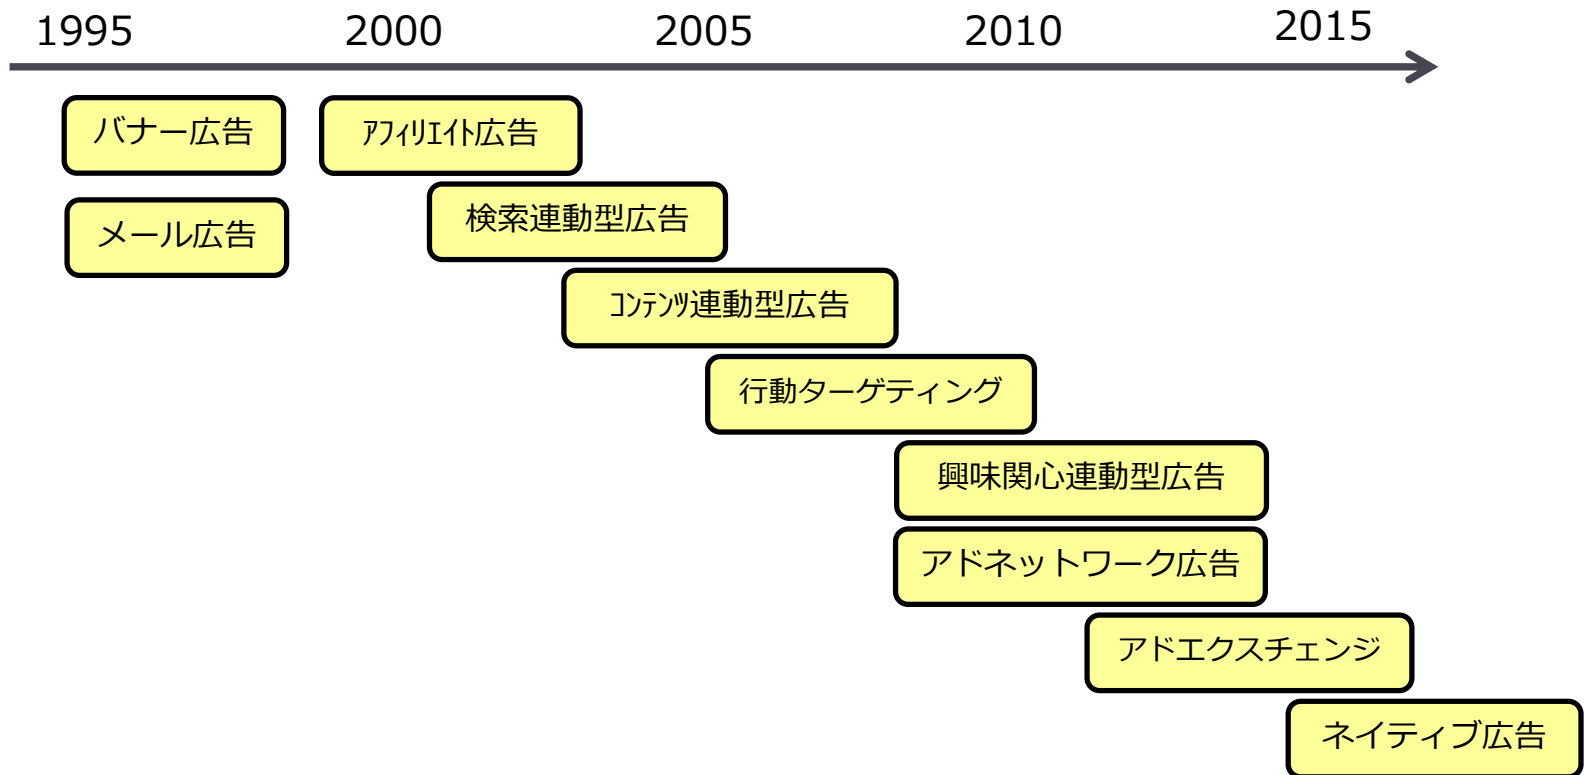 1995 2000 2005 2010 2015
バナー広告 ｱﾌｨﾘｴｲﾄ広告
検索連動型広告
メール広告
ｺﾝﾃﾝﾂ連動型広告
行動ターゲティング
興味関心連動型広告
アドネットワーク広告
アドエクスチェンジ
ネイティブ広告